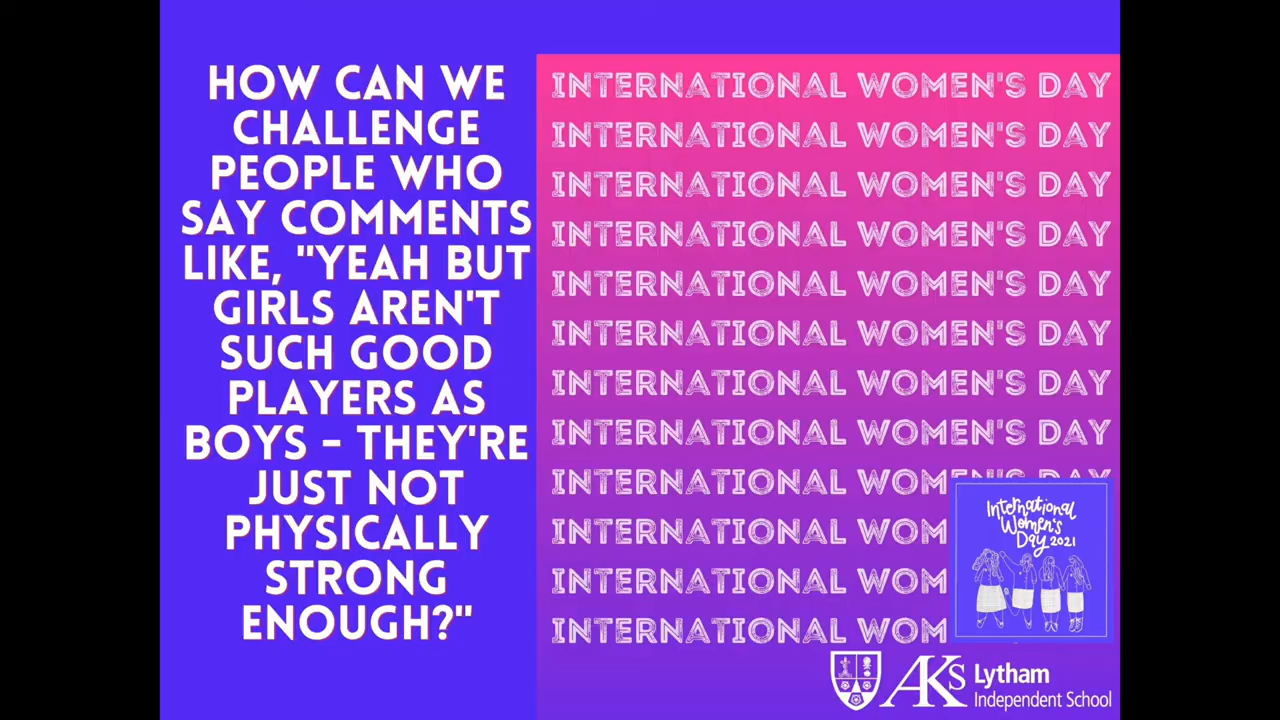 HOW CAN WE
CHALLENGE
PEOPLE WHO
SAY COMMENTS
LIKE, "YEAH BUT
GIRLS AREN'T
SUCH GOOD
PLAYERS AS
BOYS - THEY'RE
JUST NOT
PHYSICALLY
STRONG
ENOUGH?"
INTERNATIONAL WOMEN'S DAY
INTERNATIONAL WOMEN'S DAY
INTERNATIONAL WOMEN'S DAY
INTERNATIONAL WOMEN'S DAY
INTERNATIONAL WOMEN'S DAY
INTERNATIONAL WOMEN'S DAY
INTERNATIONAL WOMEN'S DAY
INTERNATIONAL WOMEN'S DAY
INTERNATIONAL WOMEN'S DAY
INTERNATIONAL WOM
INTERNATIONAL WOM
INTERNATIONAL WOM
International
Women's
Day 2021
AKS Lytham
Independent School